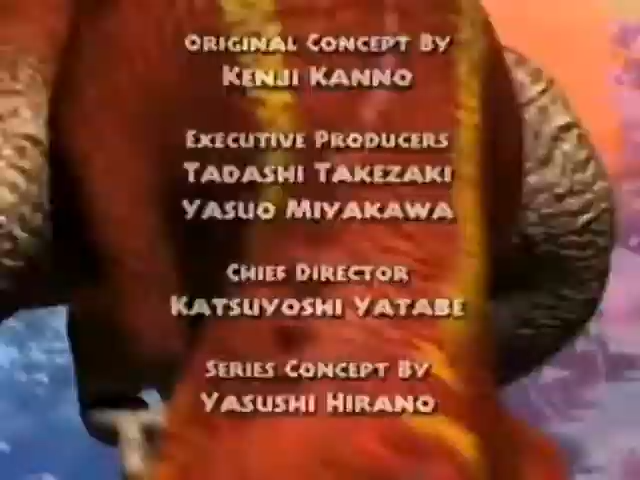 Original Concept By
Kenji Kanno
Executive Producers
Tadashi Takezaki
Yasuo Miyakawa
Chief Director
Katsuyoshi Yatabe
Series Concept By
Yasushi Hirano